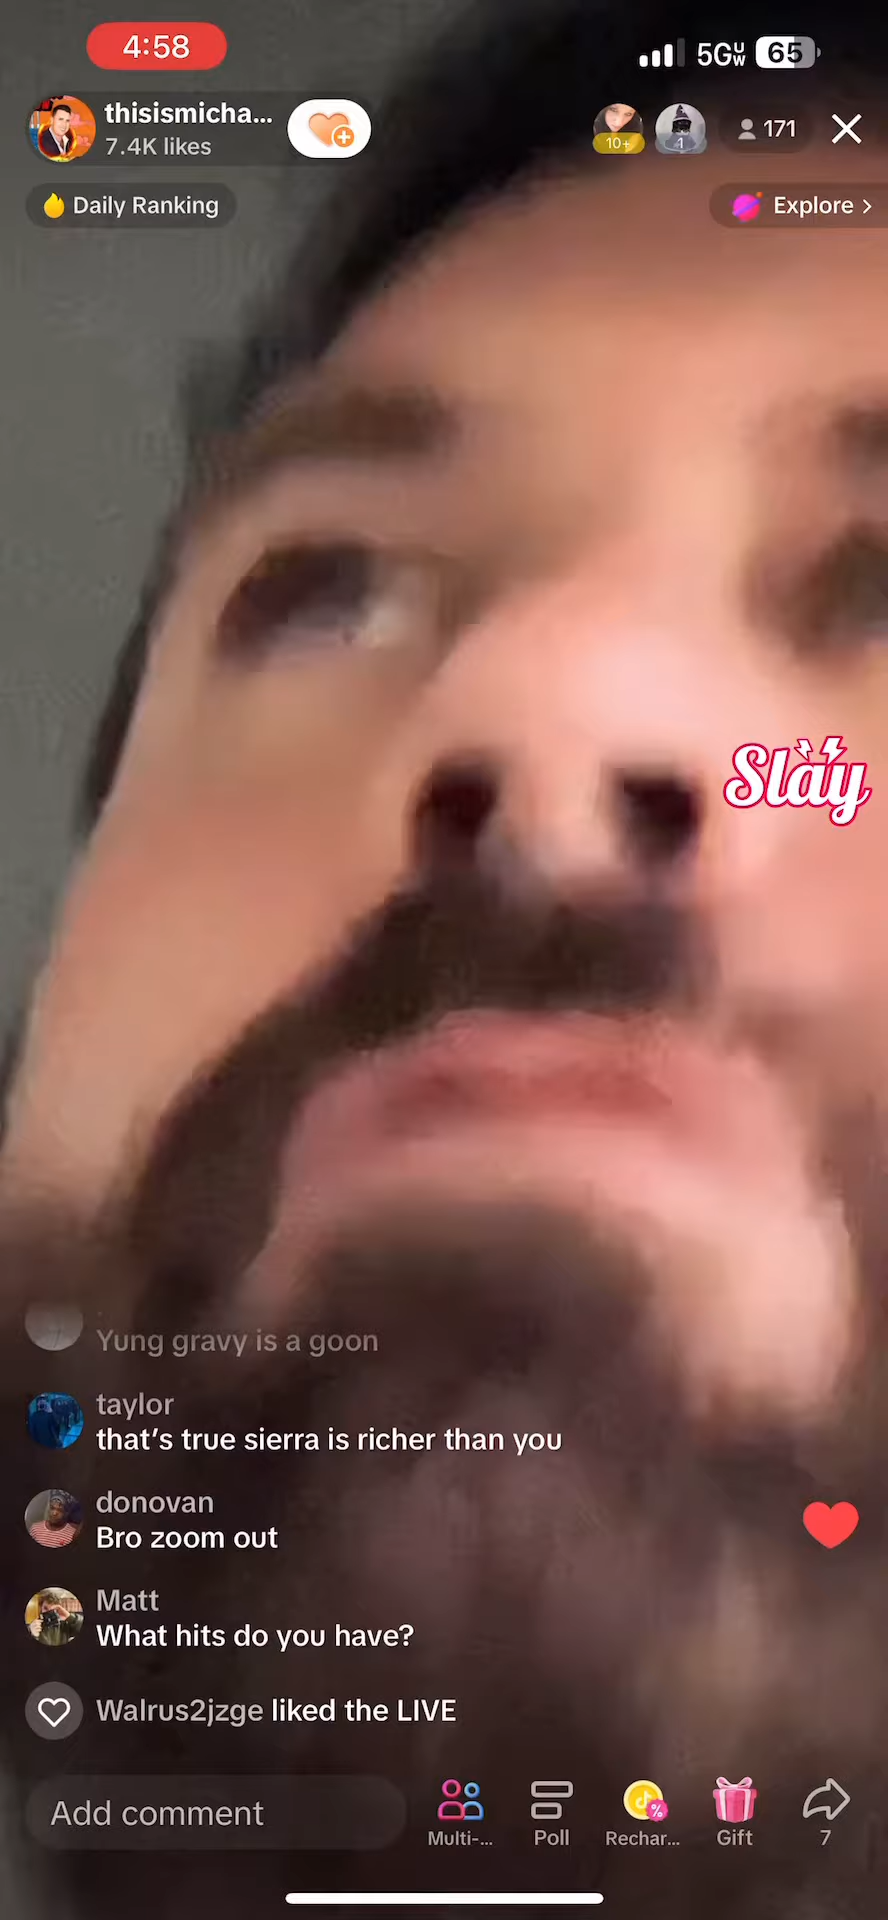 4:58
5GUW
65
thisismicha...
7.4K likes
10+
1
171
Daily Ranking
Explore >
Slay
Yung gravy is a goon
taylor
that's true sierra is richer than you
donovan
Bro zoom out
Matt
What hits do you have?
Walrus2jzge liked the LIVE
Add comment
Multi-...
Poll
Rechar...
Gift
7